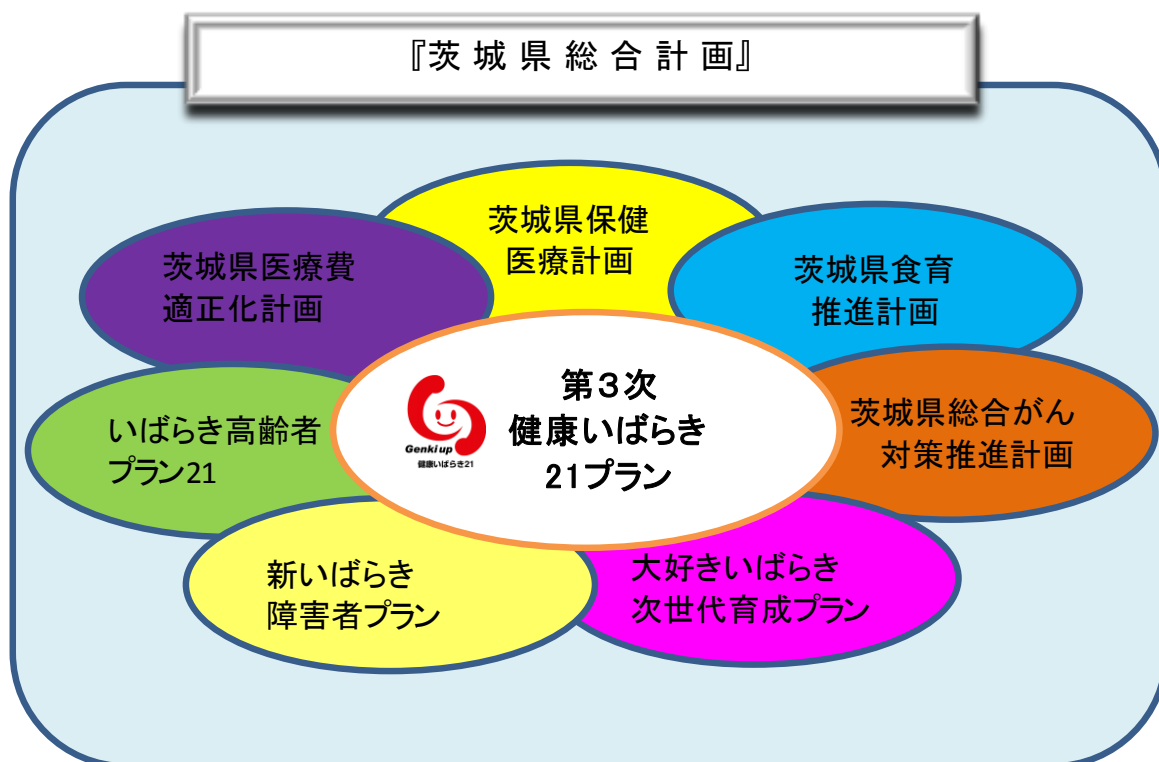 『茨 城 県 総 合 計 画』
茨城県保健
医療計画
茨城県医療費
適正化計画
茨城県食育
推進計画
第３次
健康いばらき
21プラン
Genki up
健康いばらき21
いばらき高齢者
プラン21
茨城県総合がん
対策推進計画
新いばらき
障害者プラン
大好きいばらき
次世代育成プラン